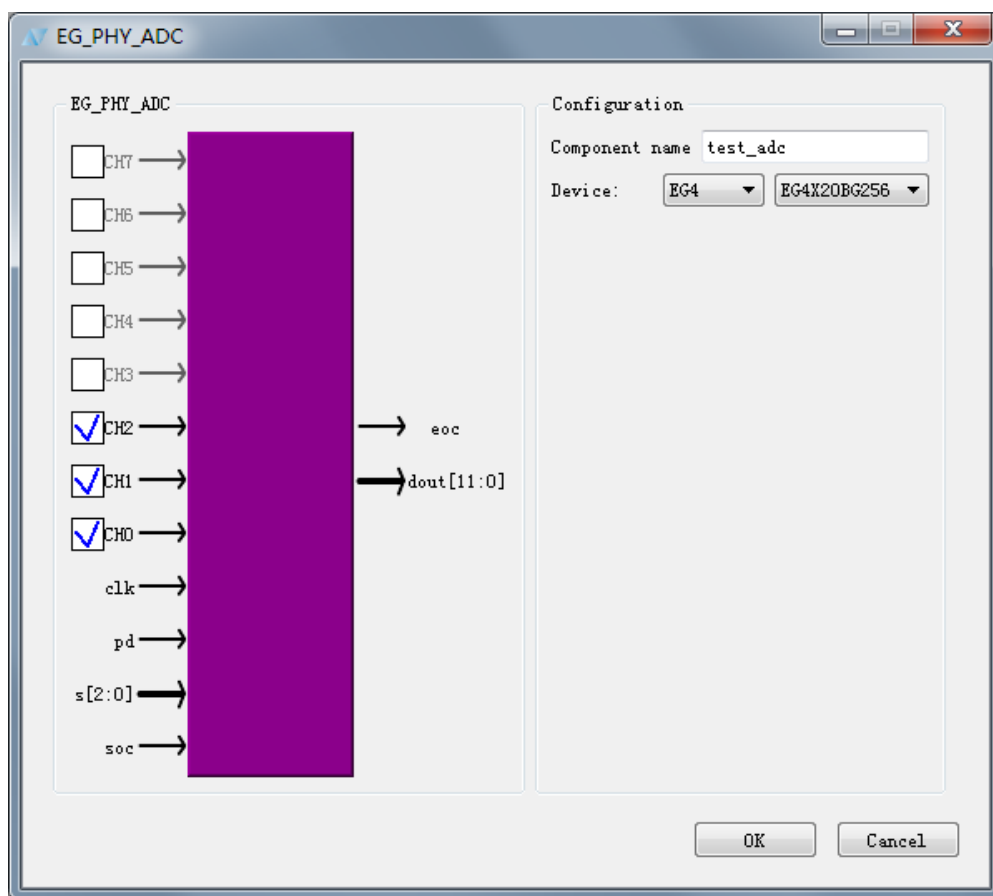 EG_PHY_ADC
EG_PHY_ADC
CH7
CH6
CH5
CH4
CH3
CH2
CH1
CH0
clk
pd
s[2:0]
soc
eoc
dout[11:0]
Configuration
Component name test_adc
Device: EG4 EG4X20BG256
OK Cancel